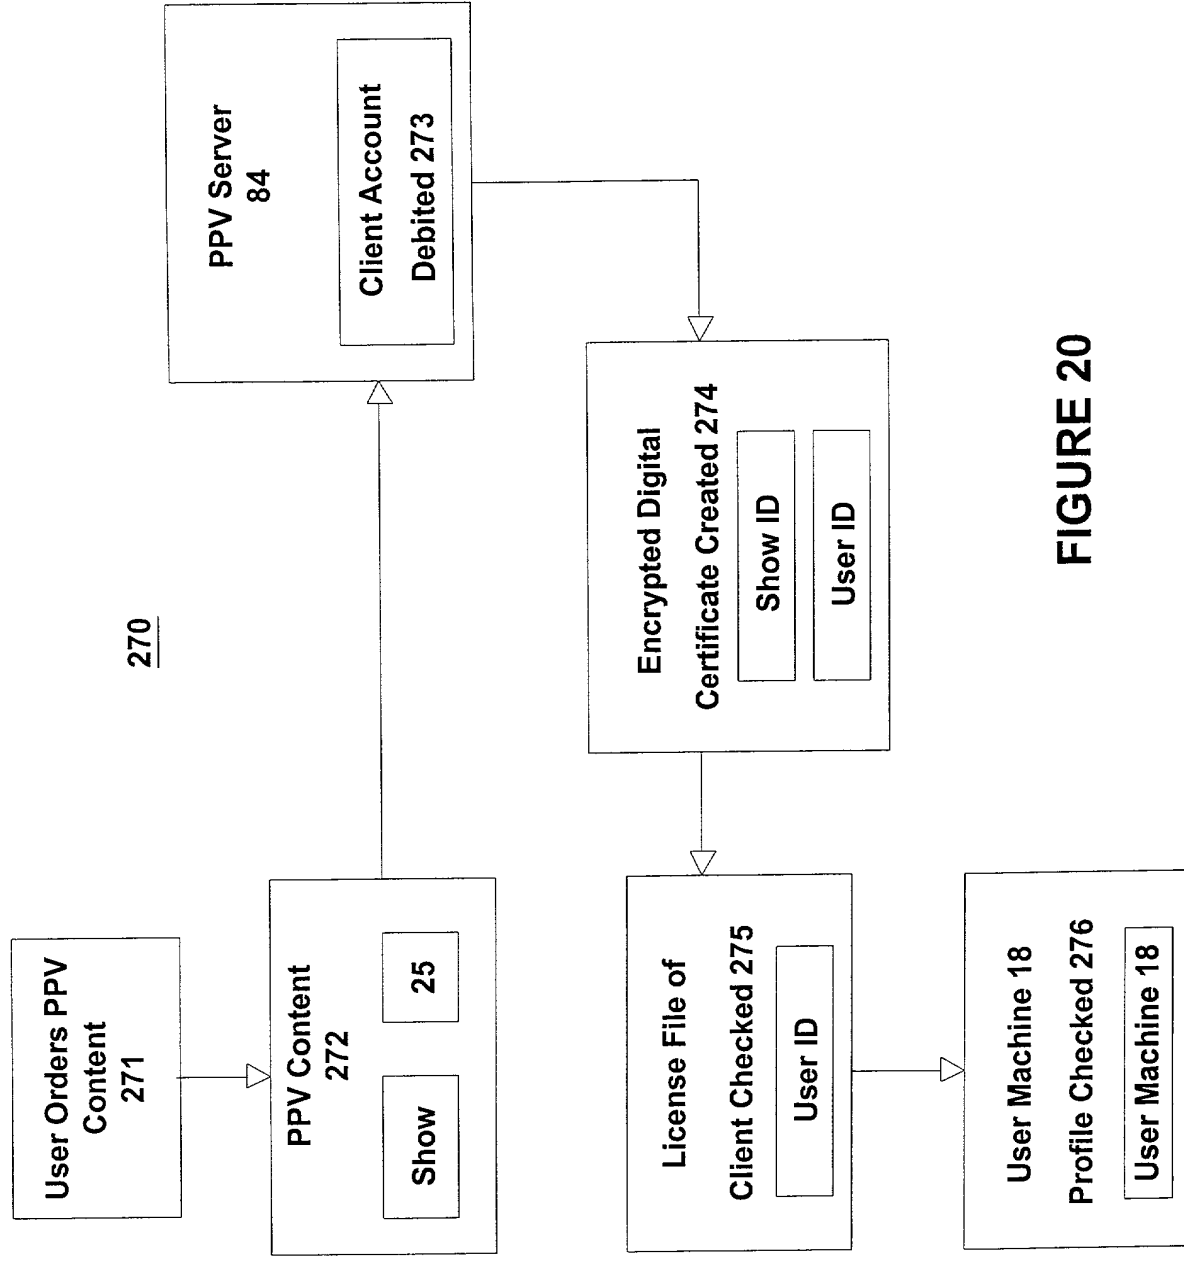 270
User Orders PPV
Content
271
PPV Content
272
Show
25
PPV Server
84
Client Account
Debited 273
Encrypted Digital
Certificate Created 274
Show ID
User ID
License File of
Client Checked 275
User ID
User Machine 18
Profile Checked 276
User Machine 18
FIGURE 20